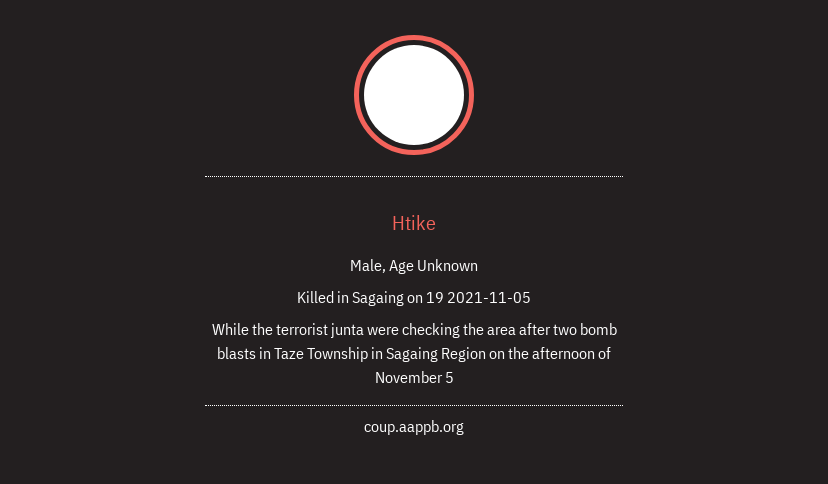 Htike
Male, Age Unknown
Killed in Sagaing on 19 2021-11-05
While the terrorist junta were checking the area after two bomb
blasts in Taze Township in Sagaing Region on the afternoon of
November 5
coup.aappb.org